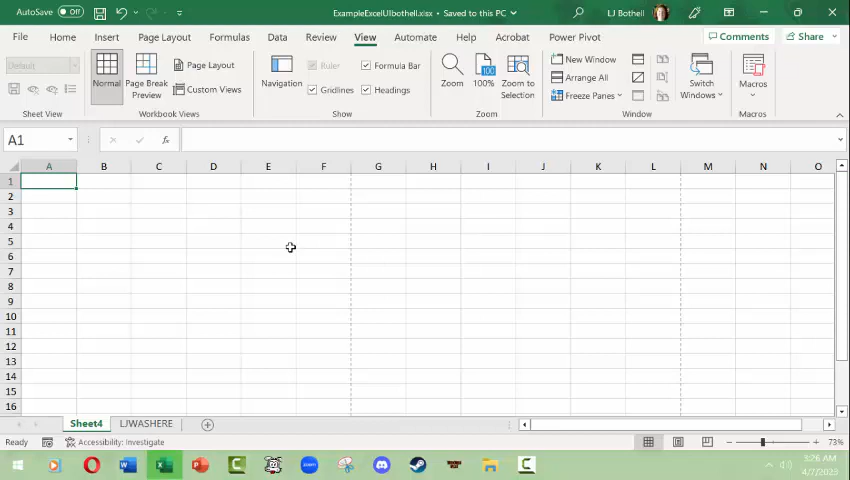 AutoSave Off
ExampleExcelUIbothell.xlsx • Saved to this PC
LJ Bothell
File Home Insert Page Layout Formulas Data Review View Automate Help Acrobat Power Pivot
Comments Share
Default
Sheet View
Normal
Page Break Preview
Page Layout
Custom Views
Workbook Views
Navigation
Ruler
Formula Bar
Gridlines
Headings
Show
Zoom
100
100%
Zoom to Selection
Zoom
New Window
Arrange All
Freeze Panes
Switch Windows
Window
Macros
Macros
A1
fx
A B C D E F G H I J K L M N O
1
2
3
4
5
6
7
8
9
10
11
12
13
14
15
16
Sheet4 LJWASHERE
Ready Accessibility: Investigate
73%
3:26 AM
4/7/2023